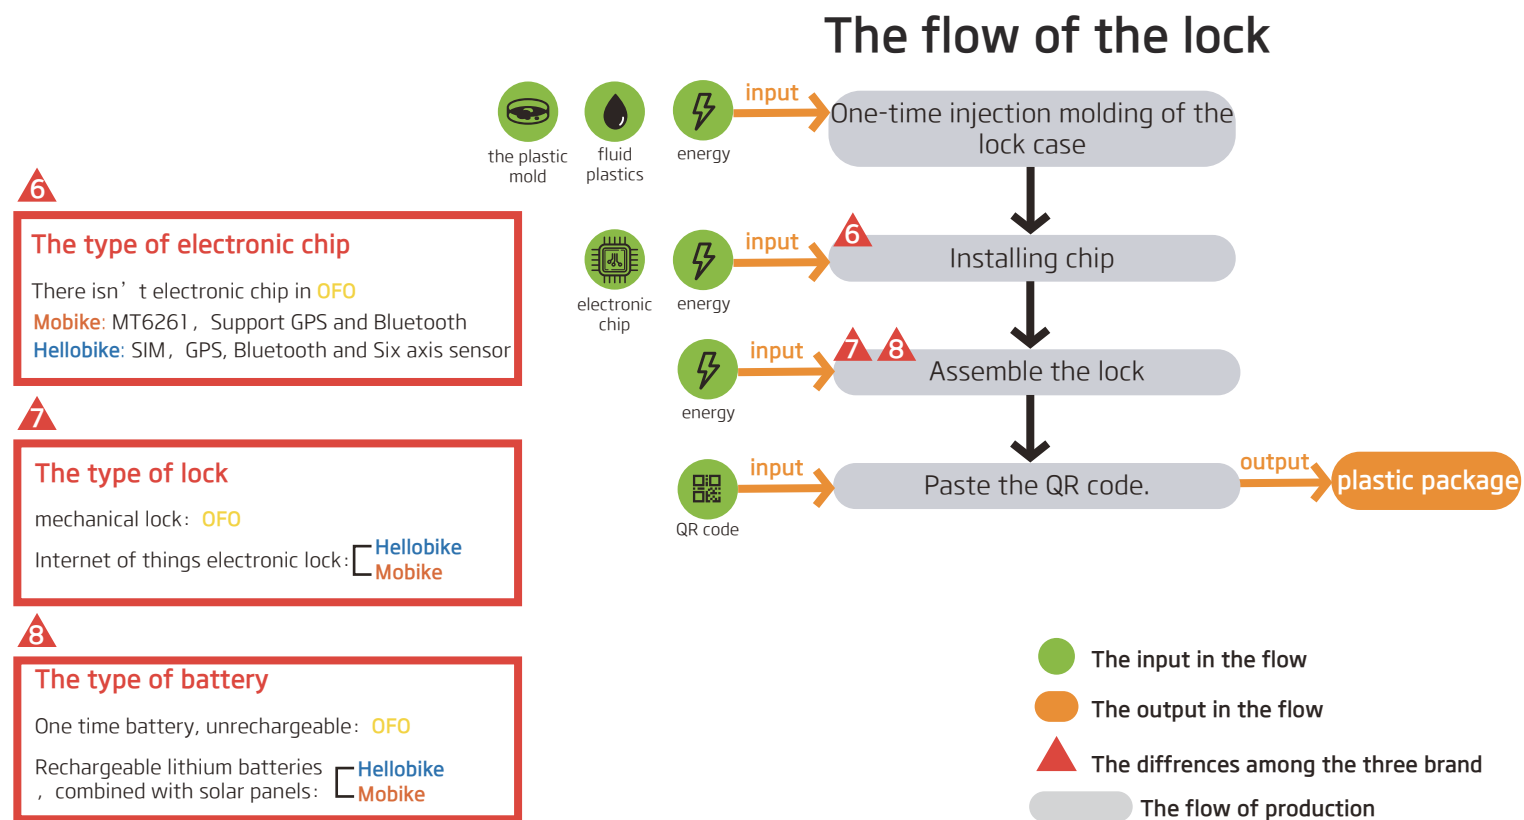 The flow of the lock
the plastic
mold
fluid
plastics
energy
input
One-time injection molding of the
lock case
electronic
chip
energy
input
6
Installing chip
energy
input
7
8
Assemble the lock
QR code
input
Paste the QR code.
output
plastic package
6
The type of electronic chip
There isn’t electronic chip in OFO
Mobike: MT6261, Support GPS and Bluetooth
Hellobike: SIM, GPS, Bluetooth and Six axis sensor
7
The type of lock
mechanical lock: OFO
Internet of things electronic lock:
Hellobike
Mobike
8
The type of battery
One time battery, unrechargeable: OFO
Rechargeable lithium batteries
, combined with solar panels:
Hellobike
Mobike
The input in the flow
The output in the flow
The diffrences among the three brand
The flow of production